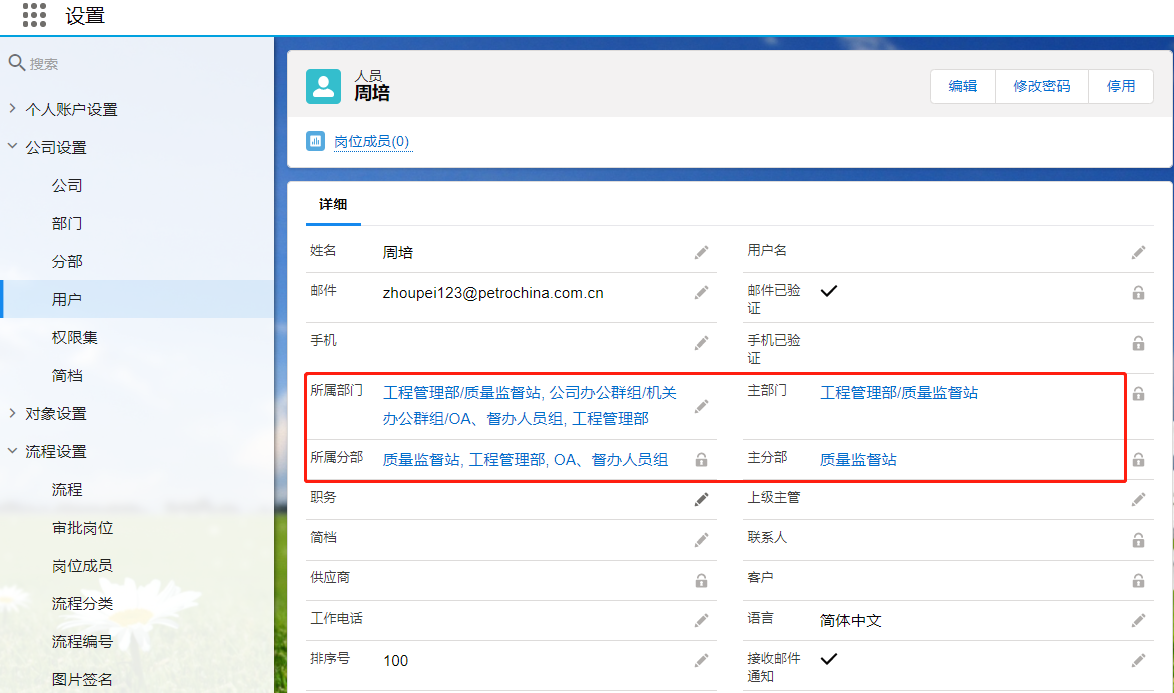 设置
搜索
个人账户设置
公司设置
公司
部门
分部
用户
权限集
简档
对象设置
流程设置
流程
审批岗位
岗位成员
流程分类
流程编号
图片签名
人员
周培
编辑
修改密码
停用
岗位成员(0)
详细
姓名
周培
用户名
邮件
zhoupei123@petrochina.com.cn
邮件已验
证
手机
手机已验
证
所属部门
工程管理部/质量监督站, 公司办公群组/机关
办公群组/OA、督办人员组, 工程管理部
主部门
工程管理部/质量监督站
所属分部
质量监督站, 工程管理部, OA、督办人员组
主分部
质量监督站
职务
上级主管
简档
联系人
供应商
客户
工作电话
语言
简体中文
排序号
100
接收邮件
通知